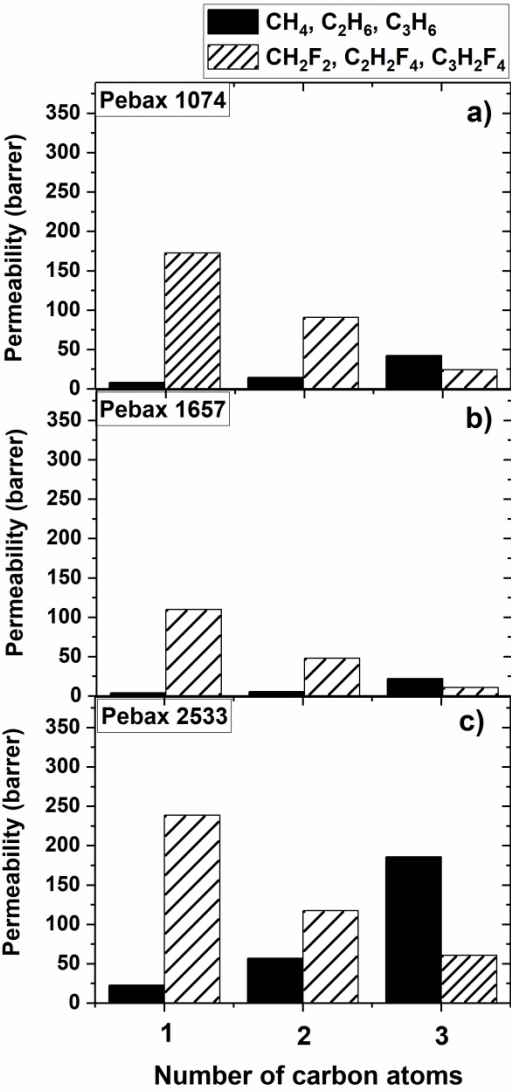 CH₄, C₂H₆, C₃H₆
CH₂F₂, C₂H₂F₄, C₃H₂F₄
Pebax 1074
a)
350
300
250
200
150
100
50
0
Permeability (barrer)
Pebax 1657
b)
350
300
250
200
150
100
50
0
Permeability (barrer)
Pebax 2533
c)
350
300
250
200
150
100
50
0
Permeability (barrer)
1 2 3
Number of carbon atoms